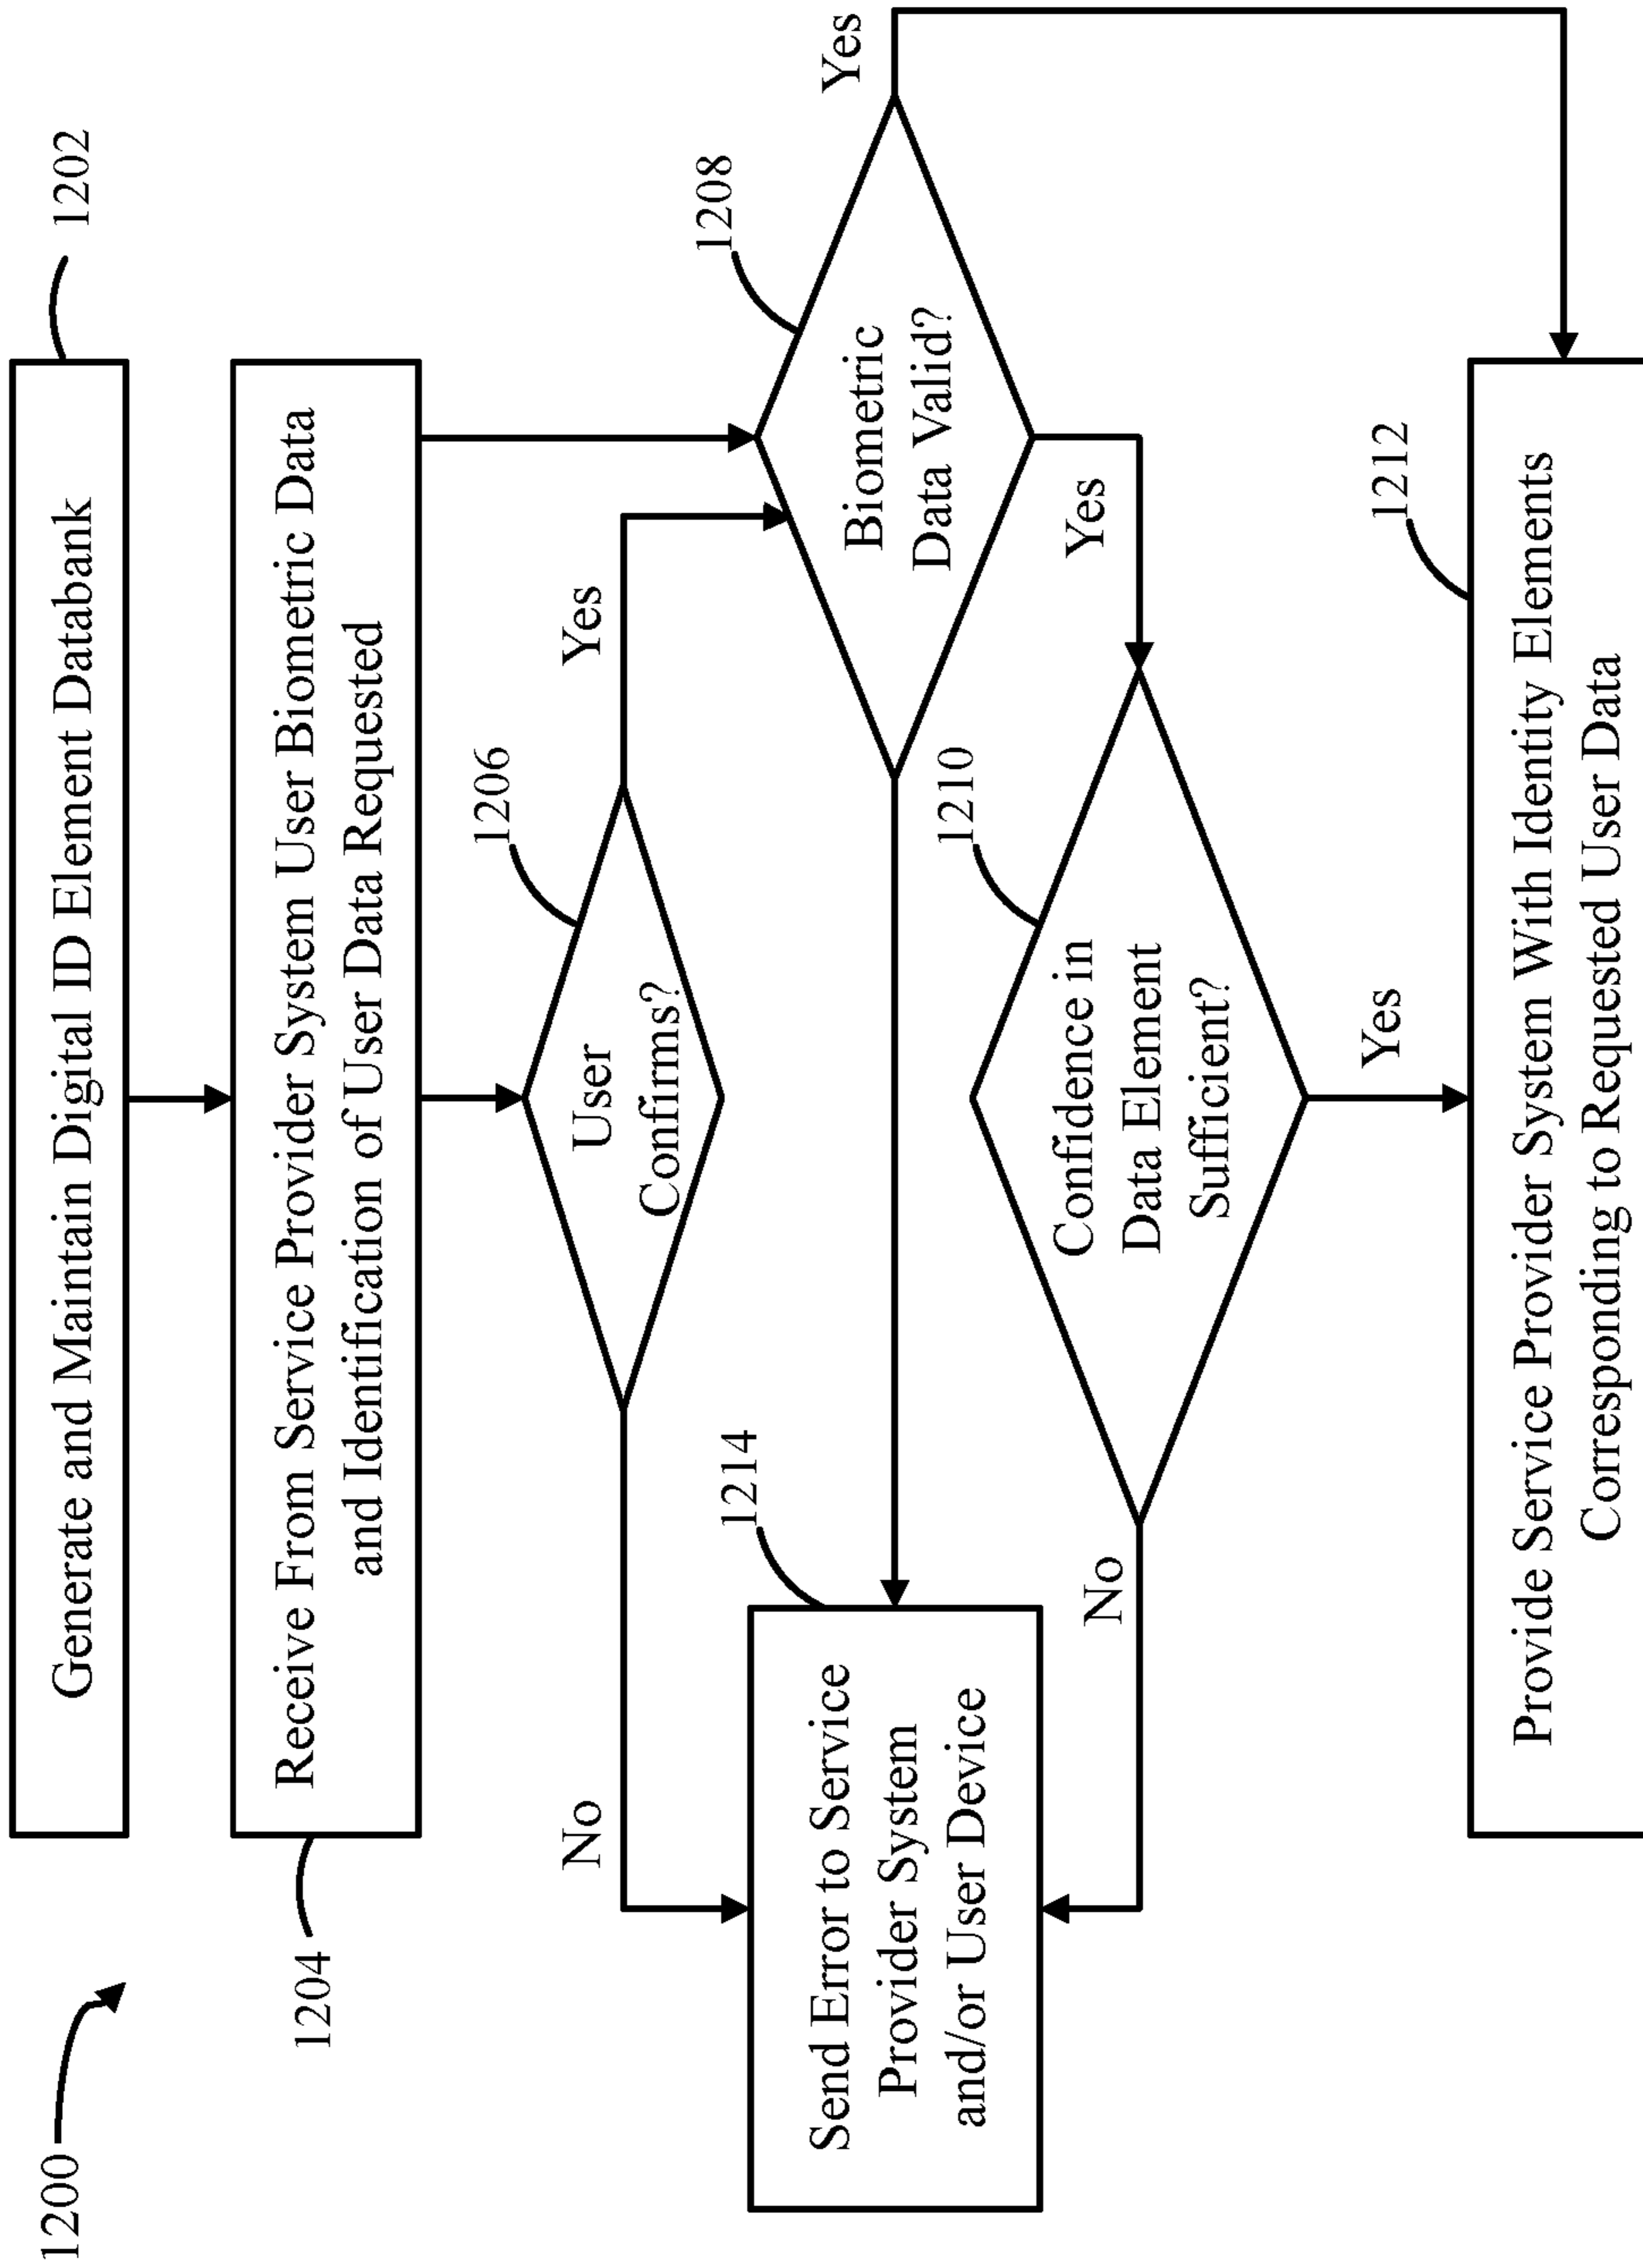 1200
1202
Generate and Maintain Digital ID Element Databank
1204
Receive From Service Provider System User Biometric Data
and Identification of User Data Requested
1206
User
Confirms?
No
Yes
1208
Biometric
Data Valid?
Yes
Yes
1214
Send Error to Service
Provider System
and/or User Device
1210
Confidence in
Data Element
Sufficient?
No
Yes
1212
Provide Service Provider System With Identity Elements
Corresponding to Requested User Data